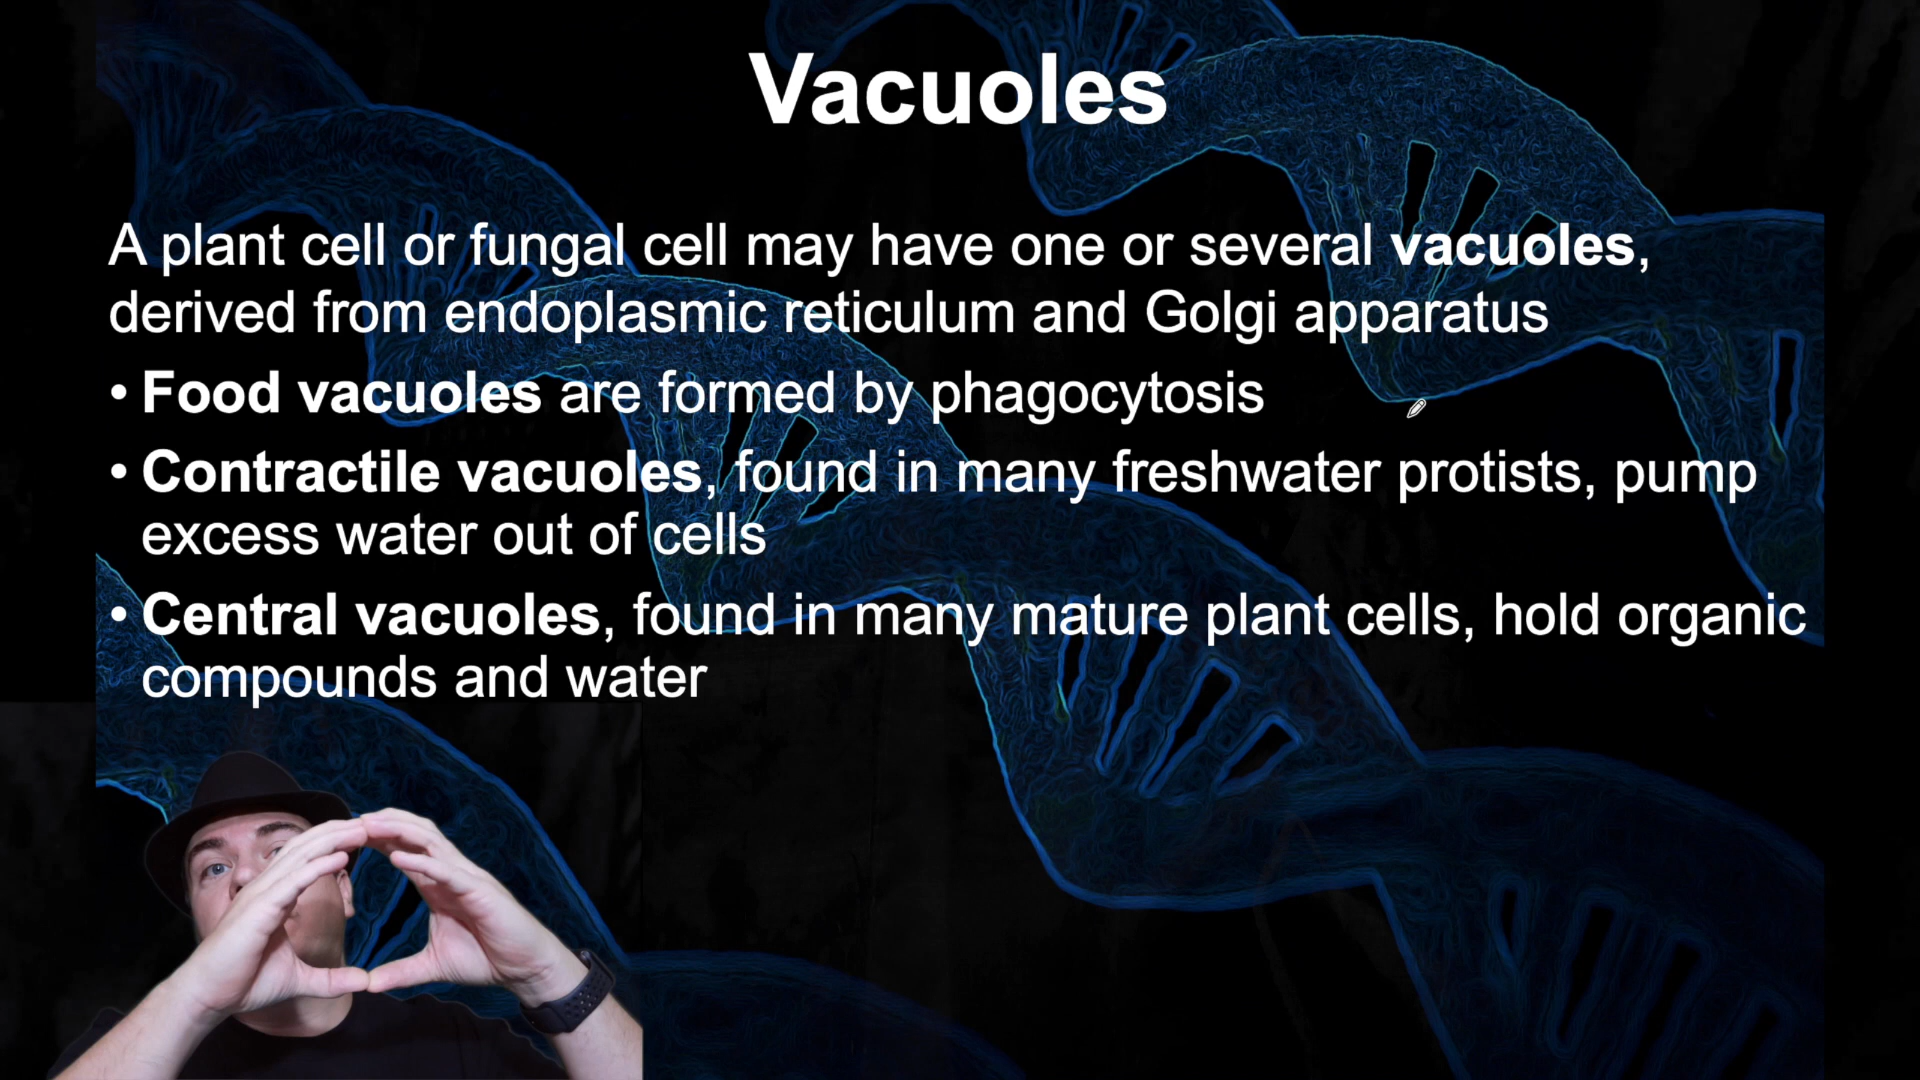 Vacuoles
A plant cell or fungal cell may have one or several vacuoles,
derived from endoplasmic reticulum and Golgi apparatus
• Food vacuoles are formed by phagocytosis
• Contractile vacuoles, found in many freshwater protists, pump
excess water out of cells
• Central vacuoles, found in many mature plant cells, hold organic
compounds and water